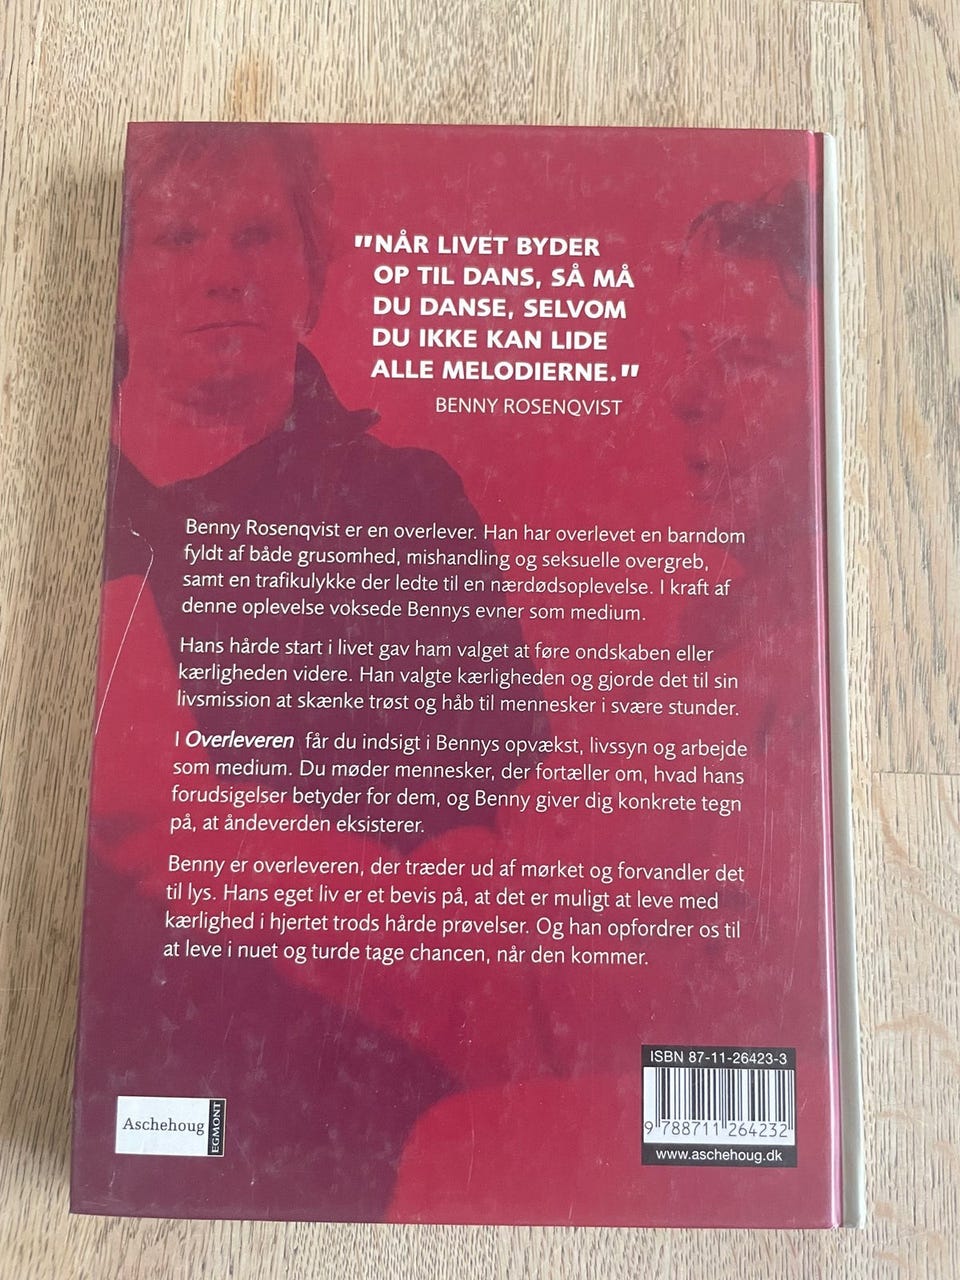 "NÅR LIVET BYDER
OP TIL DANS, SÅ MÅ
DU DANSE, SELVOM
DU IKKE KAN LIDE
ALLE MELODIERNE."
BENNY ROSENQVIST
Benny Rosenqvist er en overlever. Han har overlevet en barndom
fyldt af både grusomhed, mishandling og seksuelle overgreb,
samt en trafikulykke der ledte til en nærdødsoplevelse. I kraft af
denne oplevelse voksede Bennys evner som medium.
Hans hårde start i livet gav ham valget at føre ondskaben eller
kærligheden videre. Han valgte kærligheden og gjorde det til sin
livsmission at skænke trøst og håb til mennesker i svære stunder.
I Overleveren får du indsigt i Bennys opvækst, livssyn og arbejde
som medium. Du møder mennesker, der fortæller om, hvad hans
forudsigelser betyder for dem, og Benny giver dig konkrete tegn
på, at åndeverden eksisterer.
Benny er overleveren, der træder ud af mørket og forvandler det
til lys. Hans eget liv er et bevis på, at det er muligt at leve med
kærlighed i hjertet trods hårde prøvelser. Og han opfordrer os til
at leve i nuet og turde tage chancen, når den kommer.
Aschehoug
EGMONT
ISBN 87-11-26423-3
9 788711 264232
www.aschehoug.dk